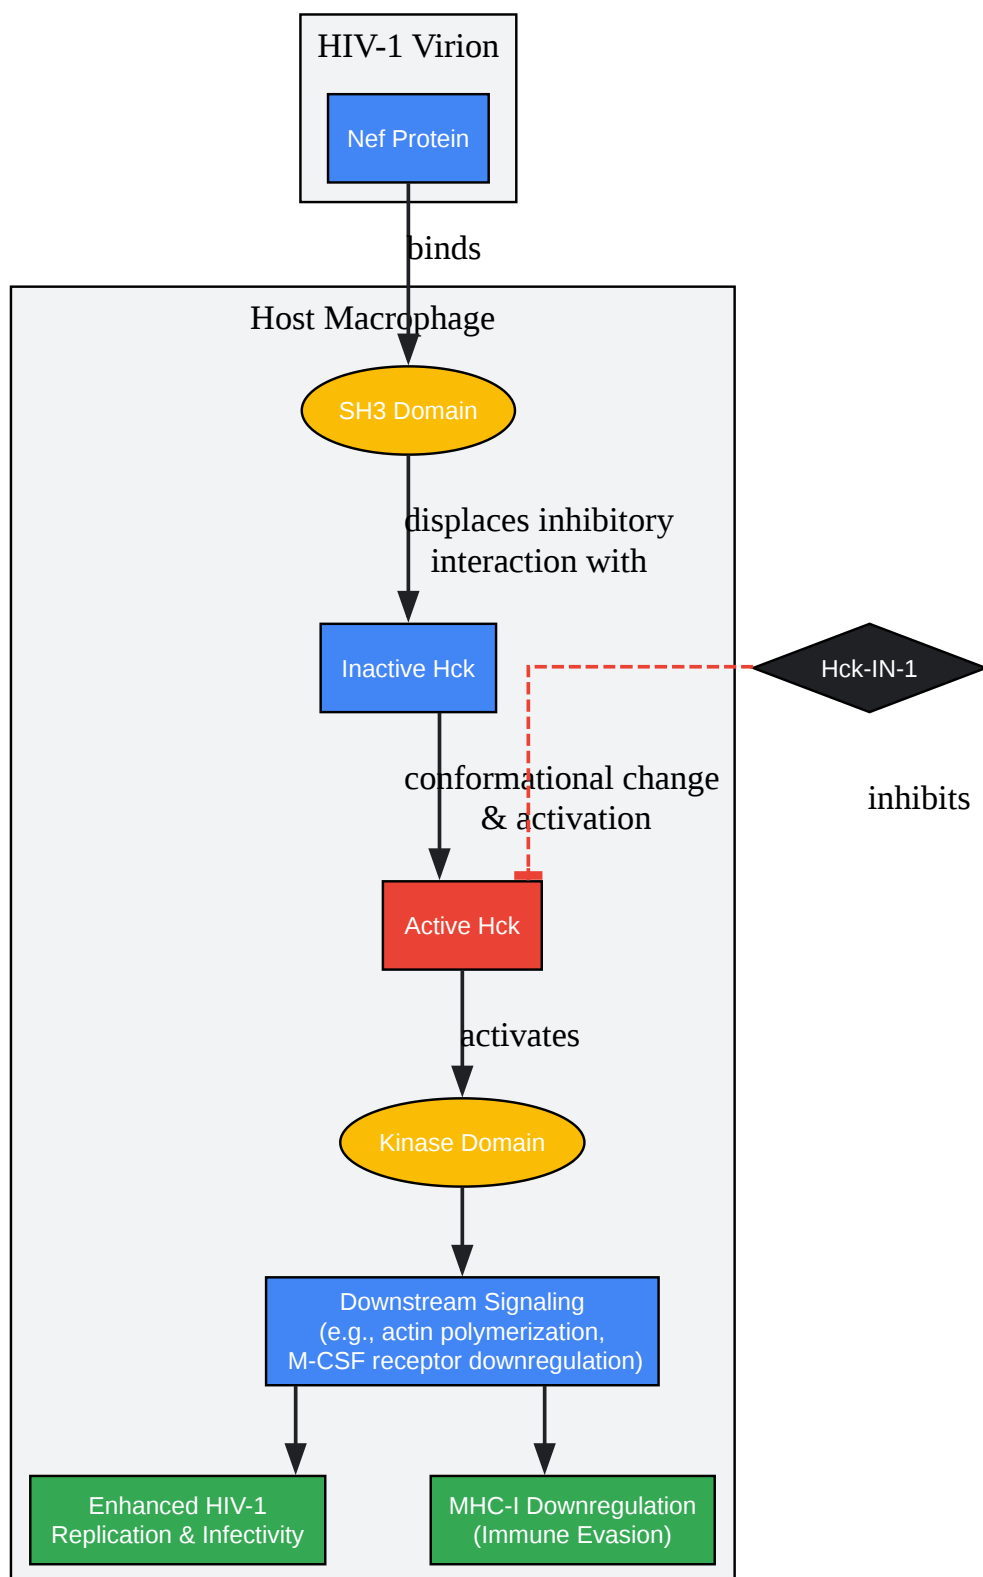 HIV-1 Virion
Nef Protein
binds
Host Macrophage
SH3 Domain
displaces inhibitory
interaction with
Inactive Hck
Hck-IN-1
conformational change
& activation
inhibits
Active Hck
activates
Kinase Domain
Downstream Signaling
(e.g., actin polymerization,
M-CSF receptor downregulation)
Enhanced HIV-1
Replication & Infectivity
MHC-I Downregulation
(Immune Evasion)